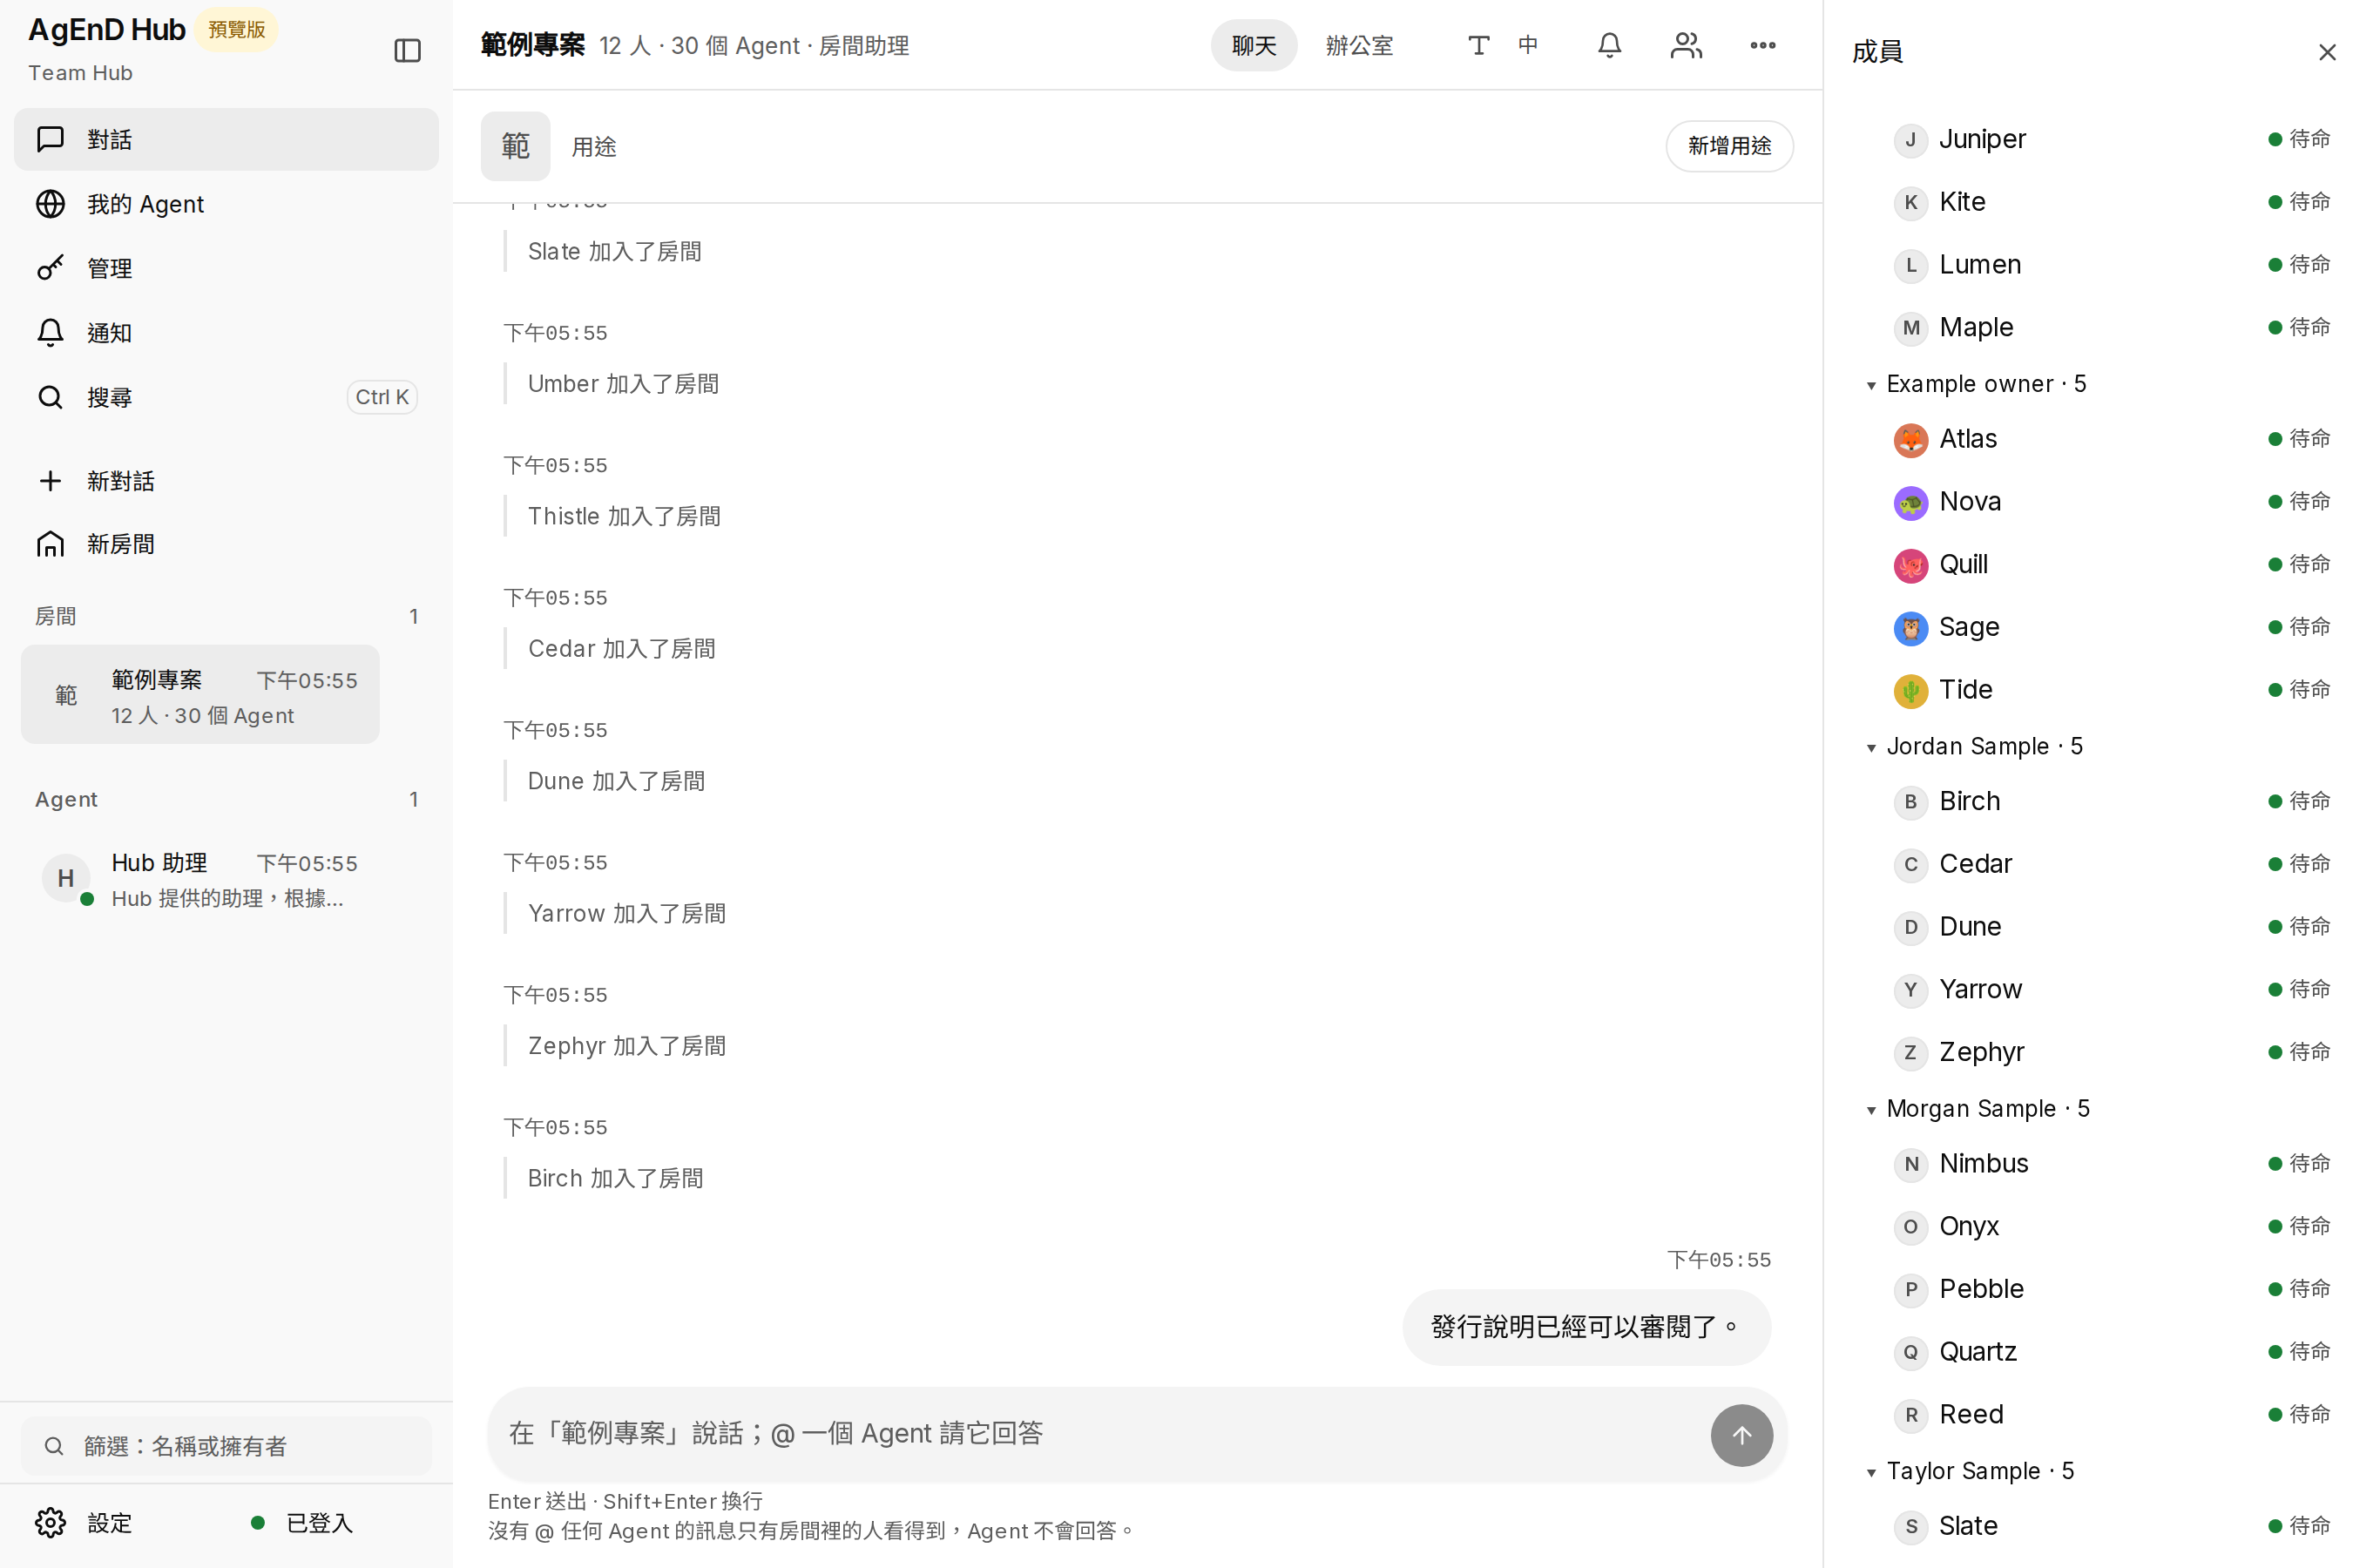 AgEnD Hub 預覽版
Team Hub
對話
我的 Agent
管理
通知
搜尋 Ctrl K
新對話
新房間
房間 1
範 範例專案 下午05:55
12 人 · 30 個 Agent
Agent 1
H Hub 助理 下午05:55
Hub 提供的助理，根據...
篩選：名稱或擁有者
設定 已登入
範例專案 12 人 · 30 個 Agent · 房間助理 聊天 辦公室 中
範 用途 新增用途
下午05:55
Slate 加入了房間
下午05:55
Umber 加入了房間
下午05:55
Thistle 加入了房間
下午05:55
Cedar 加入了房間
下午05:55
Dune 加入了房間
下午05:55
Yarrow 加入了房間
下午05:55
Zephyr 加入了房間
下午05:55
Birch 加入了房間
下午05:55
發行說明已經可以審閱了。
在「範例專案」說話；@ 一個 Agent 請它回答
Enter 送出 · Shift+Enter 換行
沒有 @ 任何 Agent 的訊息只有房間裡的人看得到，Agent 不會回答。
成員
J Juniper 待命
K Kite 待命
L Lumen 待命
M Maple 待命
Example owner · 5
Atlas 待命
Nova 待命
Quill 待命
Sage 待命
Tide 待命
Jordan Sample · 5
B Birch 待命
C Cedar 待命
D Dune 待命
Y Yarrow 待命
Z Zephyr 待命
Morgan Sample · 5
N Nimbus 待命
O Onyx 待命
P Pebble 待命
Q Quartz 待命
R Reed 待命
Taylor Sample · 5
S Slate 待命